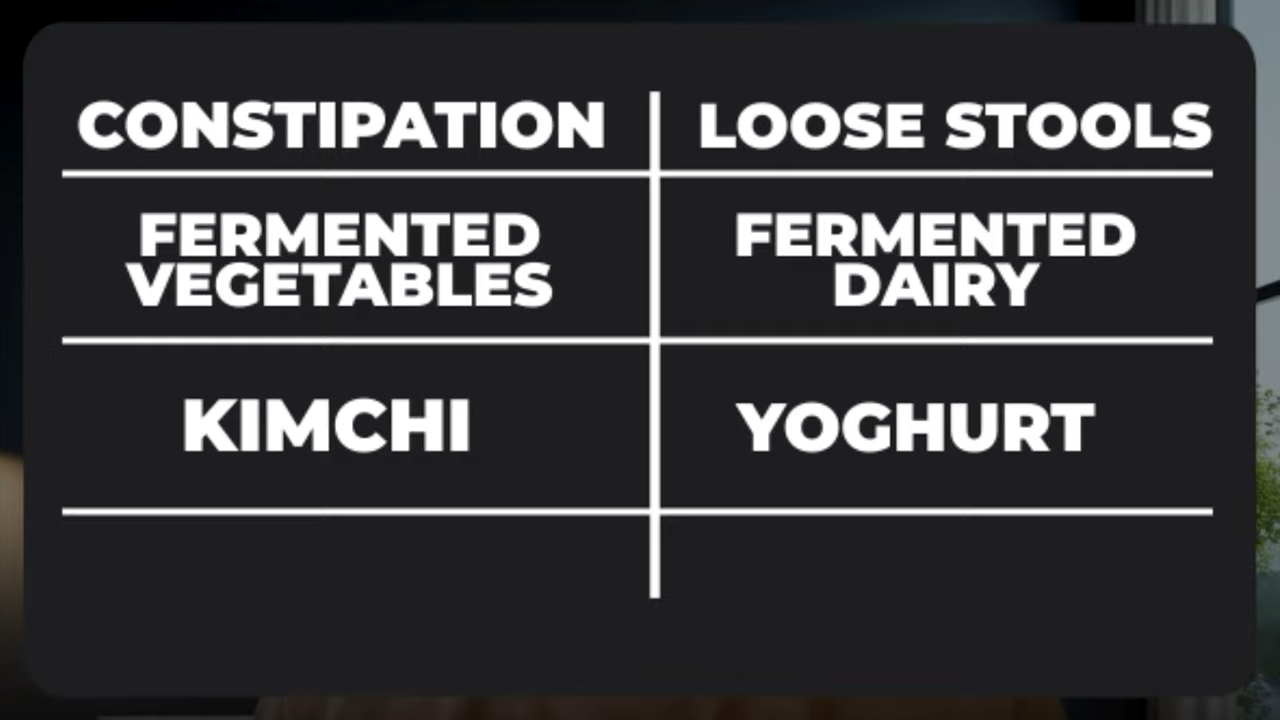 CONSTIPATION
LOOSE STOOLS
FERMENTED
VEGETABLES
FERMENTED
DAIRY
KIMCHI
YOGHURT